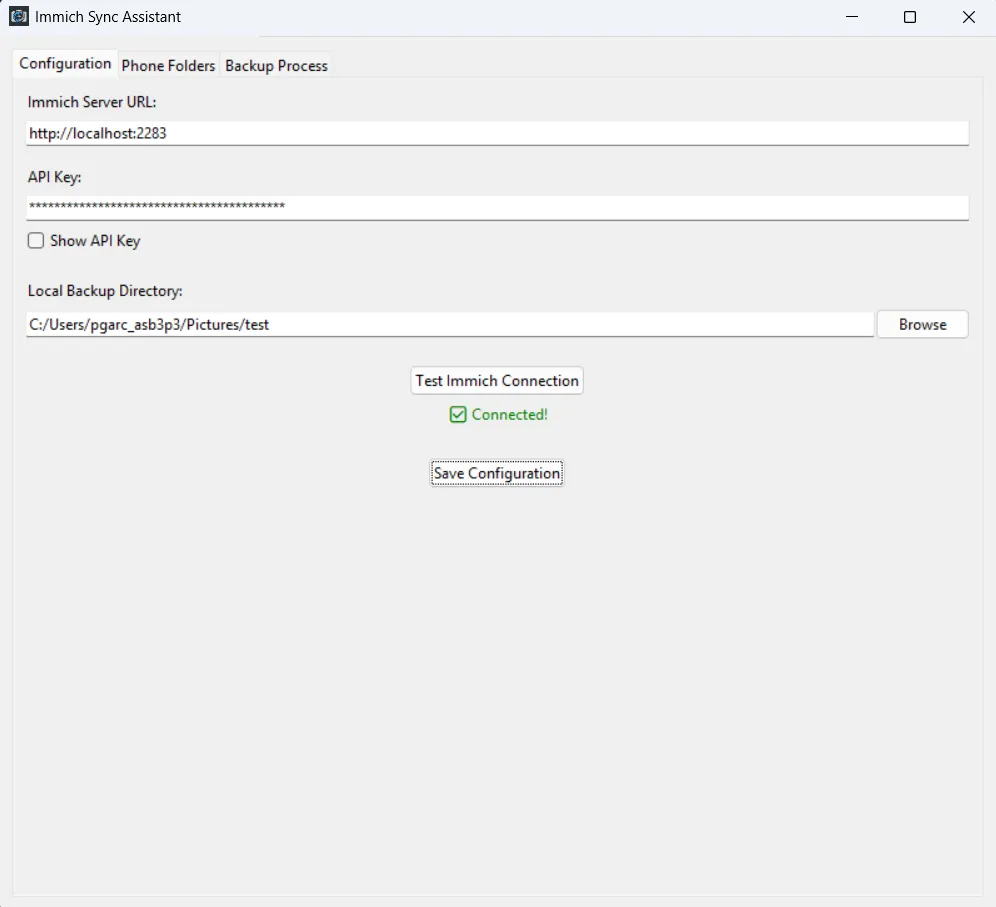 Immich Sync Assistant
Configuration Phone Folders Backup Process
Immich Server URL:
http://localhost:2283
API Key:
*****************************************
Show API Key
Local Backup Directory:
C:/Users/pgarc_asb3p3/Pictures/test Browse
Test Immich Connection
Connected!
Save Configuration